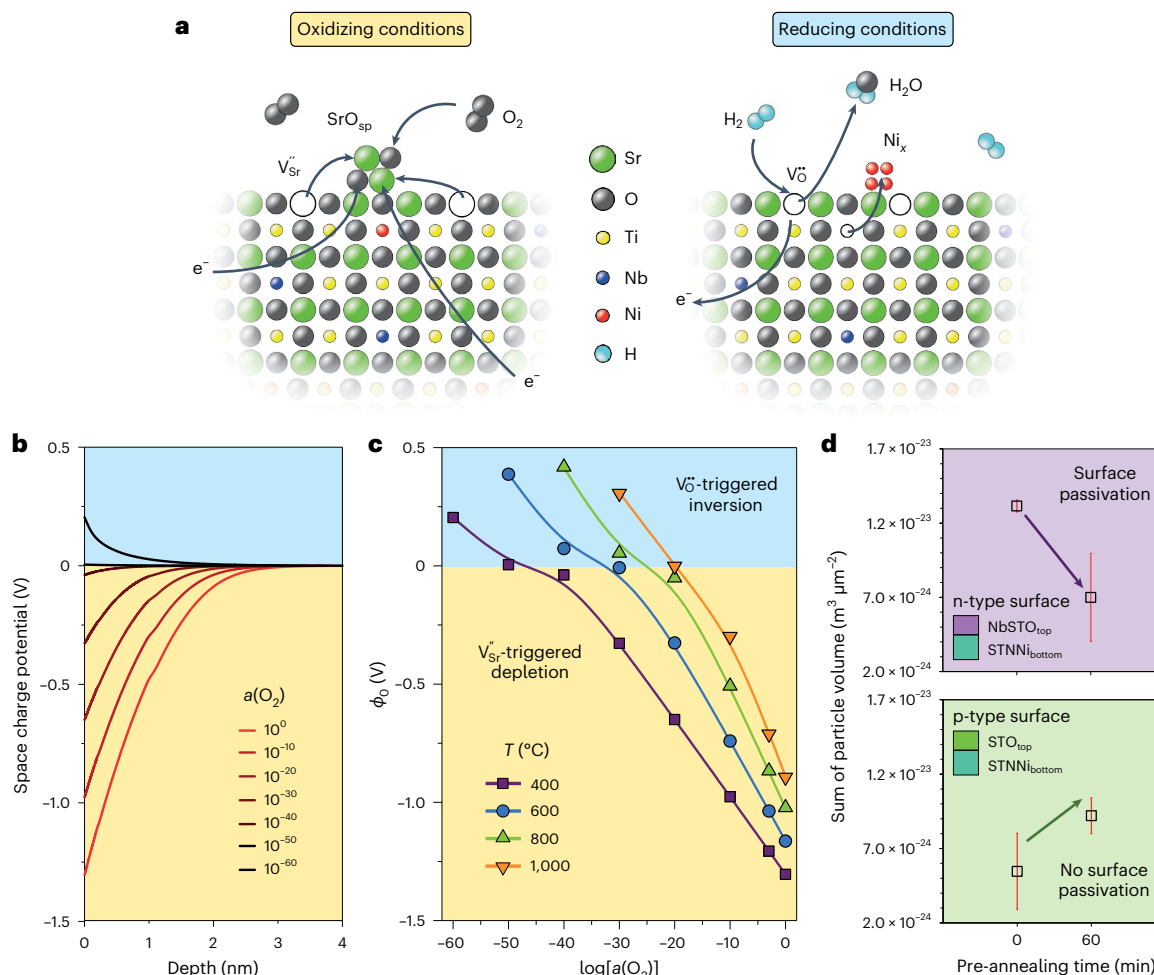 a
Oxidizing conditions
Reducing conditions
SrOsp
O2
V″Sr
e−
e−
Sr
O
Ti
Nb
Ni
H
H2
H2O
V••O
Nix
e−
b
0.5
0
−0.5
−1.0
−1.5
Space charge potential (V)
a(O2)
10^0
10^−10
10^−20
10^−30
10^−40
10^−50
10^−60
0 1 2 3 4
Depth (nm)
c
0.5
0
−0.5
−1.0
−1.5
ϕ0 (V)
V••O-triggered
inversion
V″Sr-triggered
depletion
T (°C)
400
600
800
1,000
−60 −50 −40 −30 −20 −10 0
log[a(O2)]
d
Sum of particle volume (m³ μm⁻²)
1.7 × 10^−23
1.2 × 10^−23
7.0 × 10^−24
2.0 × 10^−24
Surface
passivation
n-type surface
NbSTOtop
STNNibottom
1.7 × 10^−23
1.2 × 10^−23
7.0 × 10^−24
2.0 × 10^−24
p-type surface
STOtop
STNNibottom
No surface
passivation
0 60
Pre-annealing time (min)